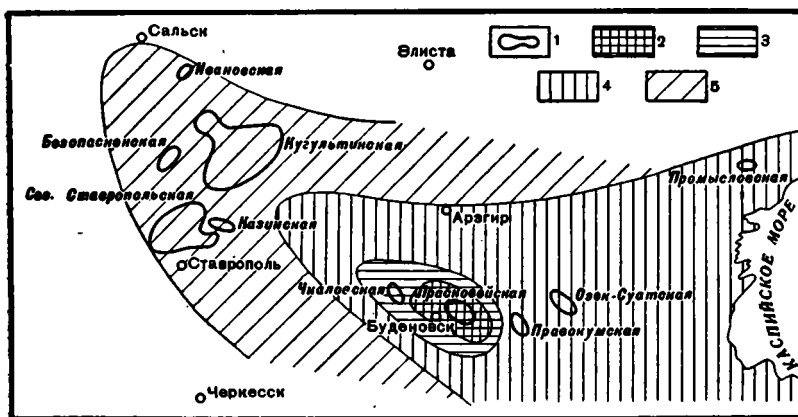 Сальск
Элиста
1
2
3
4
5
Ивановская
Безопасненская
Кугультинская
Промысловская
Сев. Ставропольская
Казинская
Арзгир
Ставрополь
Чкаловская
Прасковейская
Озек-Суатская
Буденовск
Правокумская
КАСПИЙСКОЕ МОРЕ
Черкесск